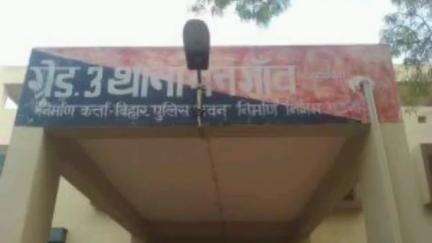 ग्रेड.3 थाना गाँव
निर्माण कर्त्ता-बिहार पुलिस भवन निर्माण निगम